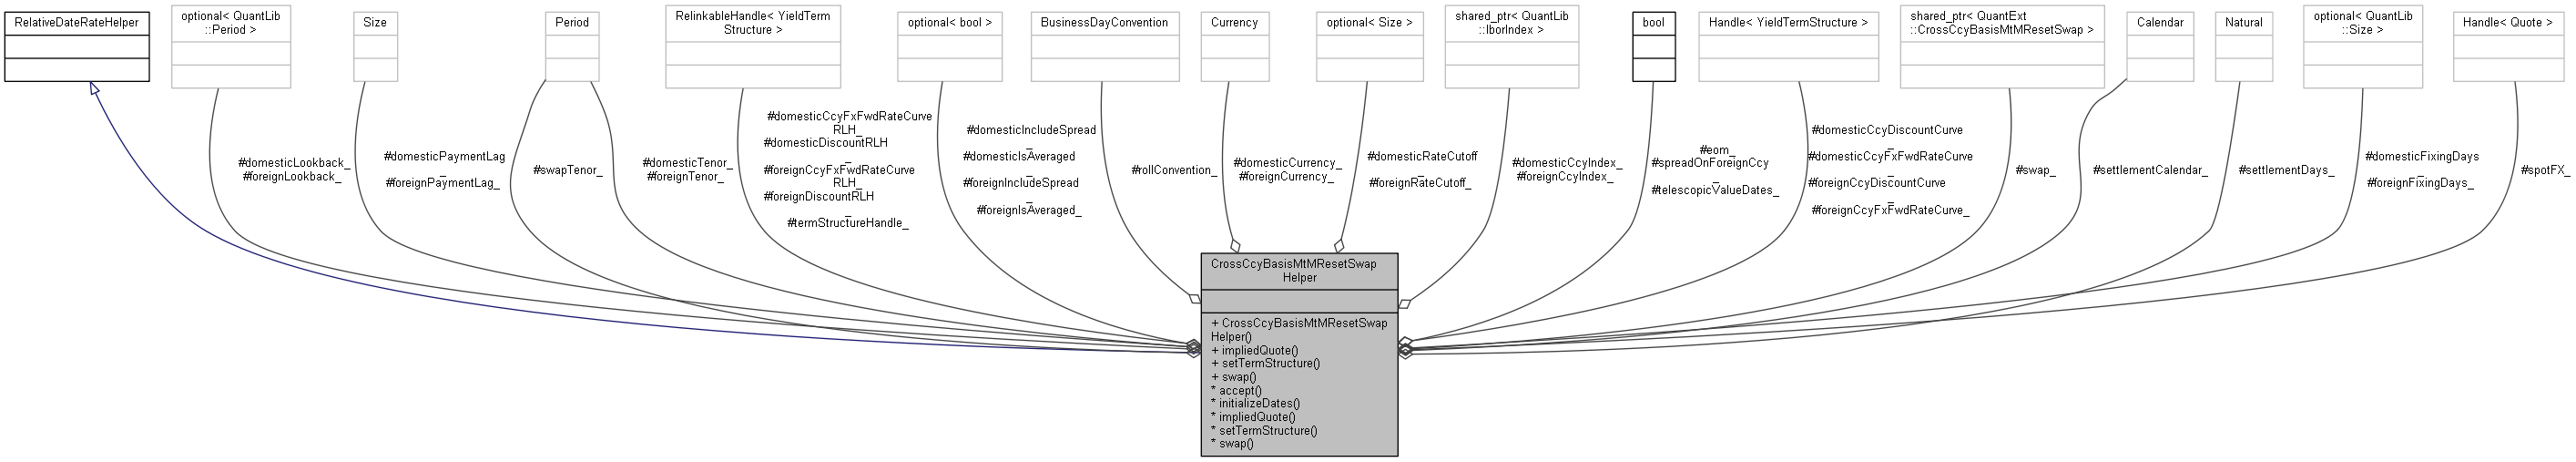 RelativeDateRateHelper
optional< QuantLib
::Period >
Size
Period
RelinkableHandle< YieldTerm
Structure >
optional< bool >
BusinessDayConvention
Currency
optional< Size >
shared_ptr< QuantLib
::IborIndex >
bool
Handle< YieldTermStructure >
shared_ptr< QuantExt
::CrossCcyBasisMtMResetSwap >
Calendar
Natural
optional< QuantLib
::Size >
Handle< Quote >
#domesticLookback_
#foreignLookback_
#domesticPaymentLag
_
#foreignPaymentLag_
#swapTenor_
#domesticTenor_
#foreignTenor_
#domesticCcyFxFwdRateCurve
RLH_
#domesticDiscountRLH
_
#foreignCcyFxFwdRateCurve
RLH_
#foreignDiscountRLH
_
#termStructureHandle_
#domesticIncludeSpread
_
#domesticIsAveraged
_
#foreignIncludeSpread
_
#foreignIsAveraged_
#rollConvention_
#domesticCurrency_
#foreignCurrency_
#domesticRateCutoff
_
#foreignRateCutoff_
#domesticCcyIndex_
#foreignCcyIndex_
#eom_
#spreadOnForeignCcy
_
#telescopicValueDates_
#domesticCcyDiscountCurve
_
#domesticCcyFxFwdRateCurve
_
#foreignCcyDiscountCurve
_
#foreignCcyFxFwdRateCurve_
#swap_
#settlementCalendar_
#settlementDays_
#domesticFixingDays
_
#foreignFixingDays_
#spotFX_
CrossCcyBasisMtMResetSwap
Helper
+ CrossCcyBasisMtMResetSwap
Helper()
+ impliedQuote()
+ setTermStructure()
+ swap()
* accept()
* initializeDates()
* impliedQuote()
* setTermStructure()
* swap()